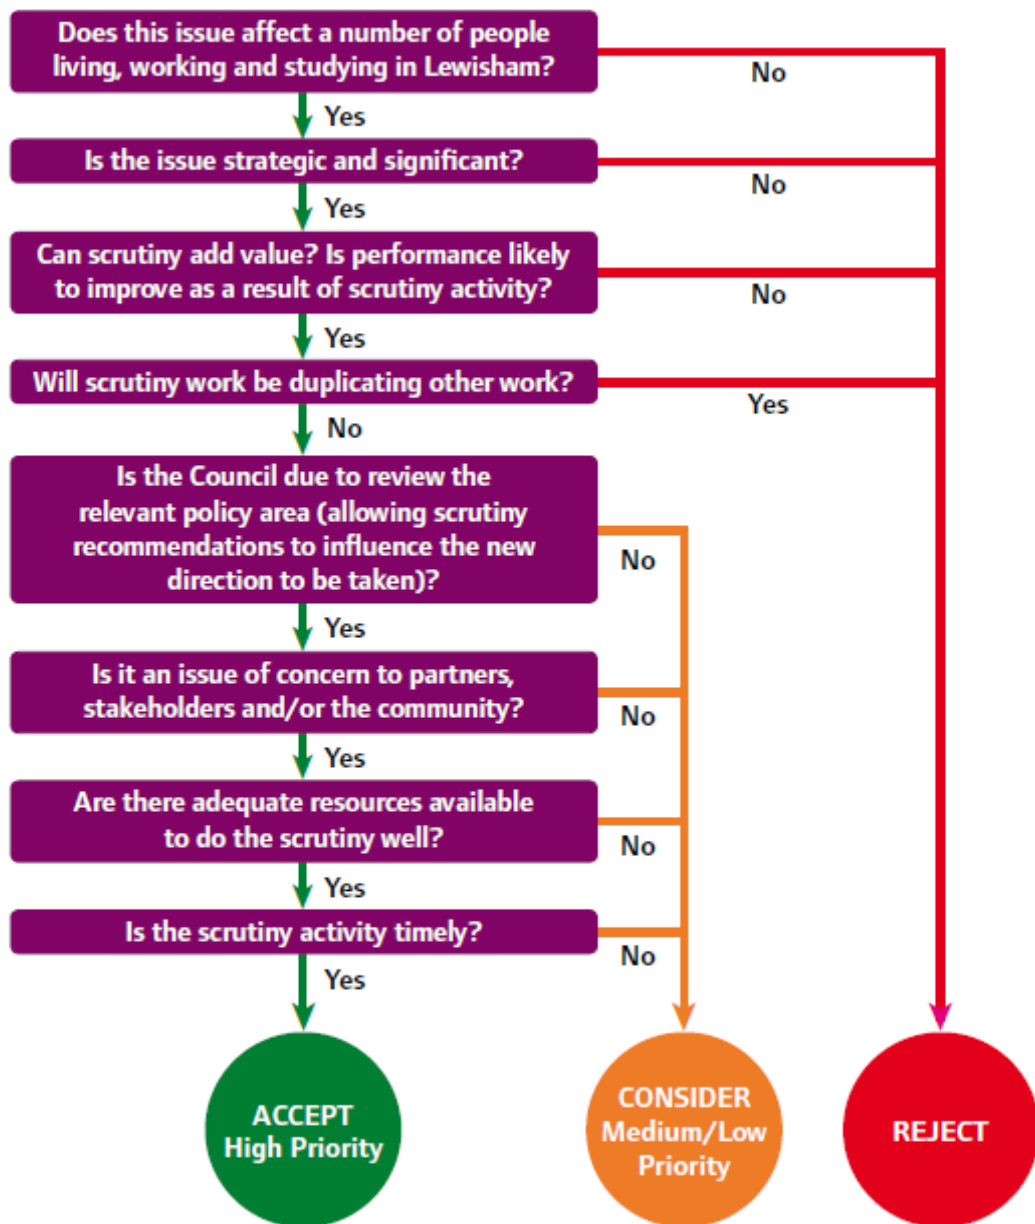 Does this issue affect a number of people
living, working and studying in Lewisham?
No
Yes
Is the issue strategic and significant?
No
Yes
Can scrutiny add value? Is performance likely
to improve as a result of scrutiny activity?
No
Yes
Will scrutiny work be duplicating other work?
Yes
No
Is the Council due to review the
relevant policy area (allowing scrutiny
recommendations to influence the new
direction to be taken)?
No
Yes
Is it an issue of concern to partners,
stakeholders and/or the community?
No
Yes
Are there adequate resources available
to do the scrutiny well?
No
Yes
Is the scrutiny activity timely?
No
Yes
ACCEPT
High Priority
CONSIDER
Medium/Low
Priority
REJECT